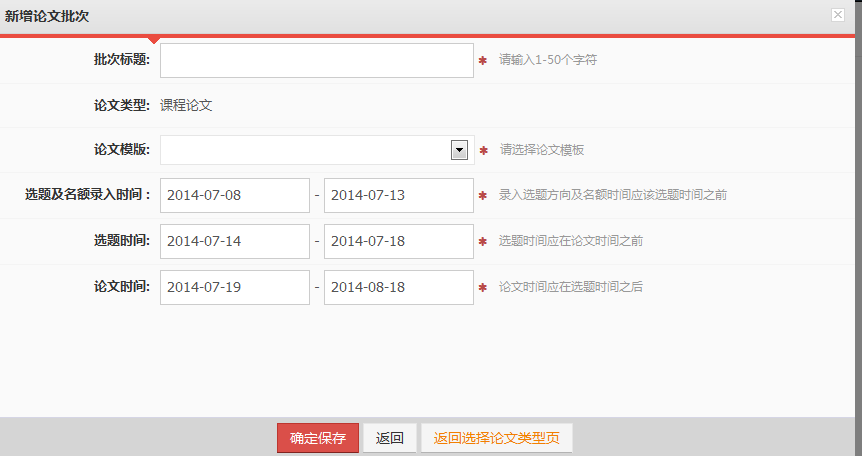 新增论文批次
批次标题: * 请输入1-50个字符
论文类型: 课程论文
论文模版: * 请选择论文模板
选题及名额录入时间： 2014-07-08 - 2014-07-13 * 录入选题方向及名额时间应该选题时间之前
选题时间: 2014-07-14 - 2014-07-18 * 选题时间应在论文时间之前
论文时间: 2014-07-19 - 2014-08-18 * 论文时间应在选题时间之后
确定保存 返回 返回选择论文类型页